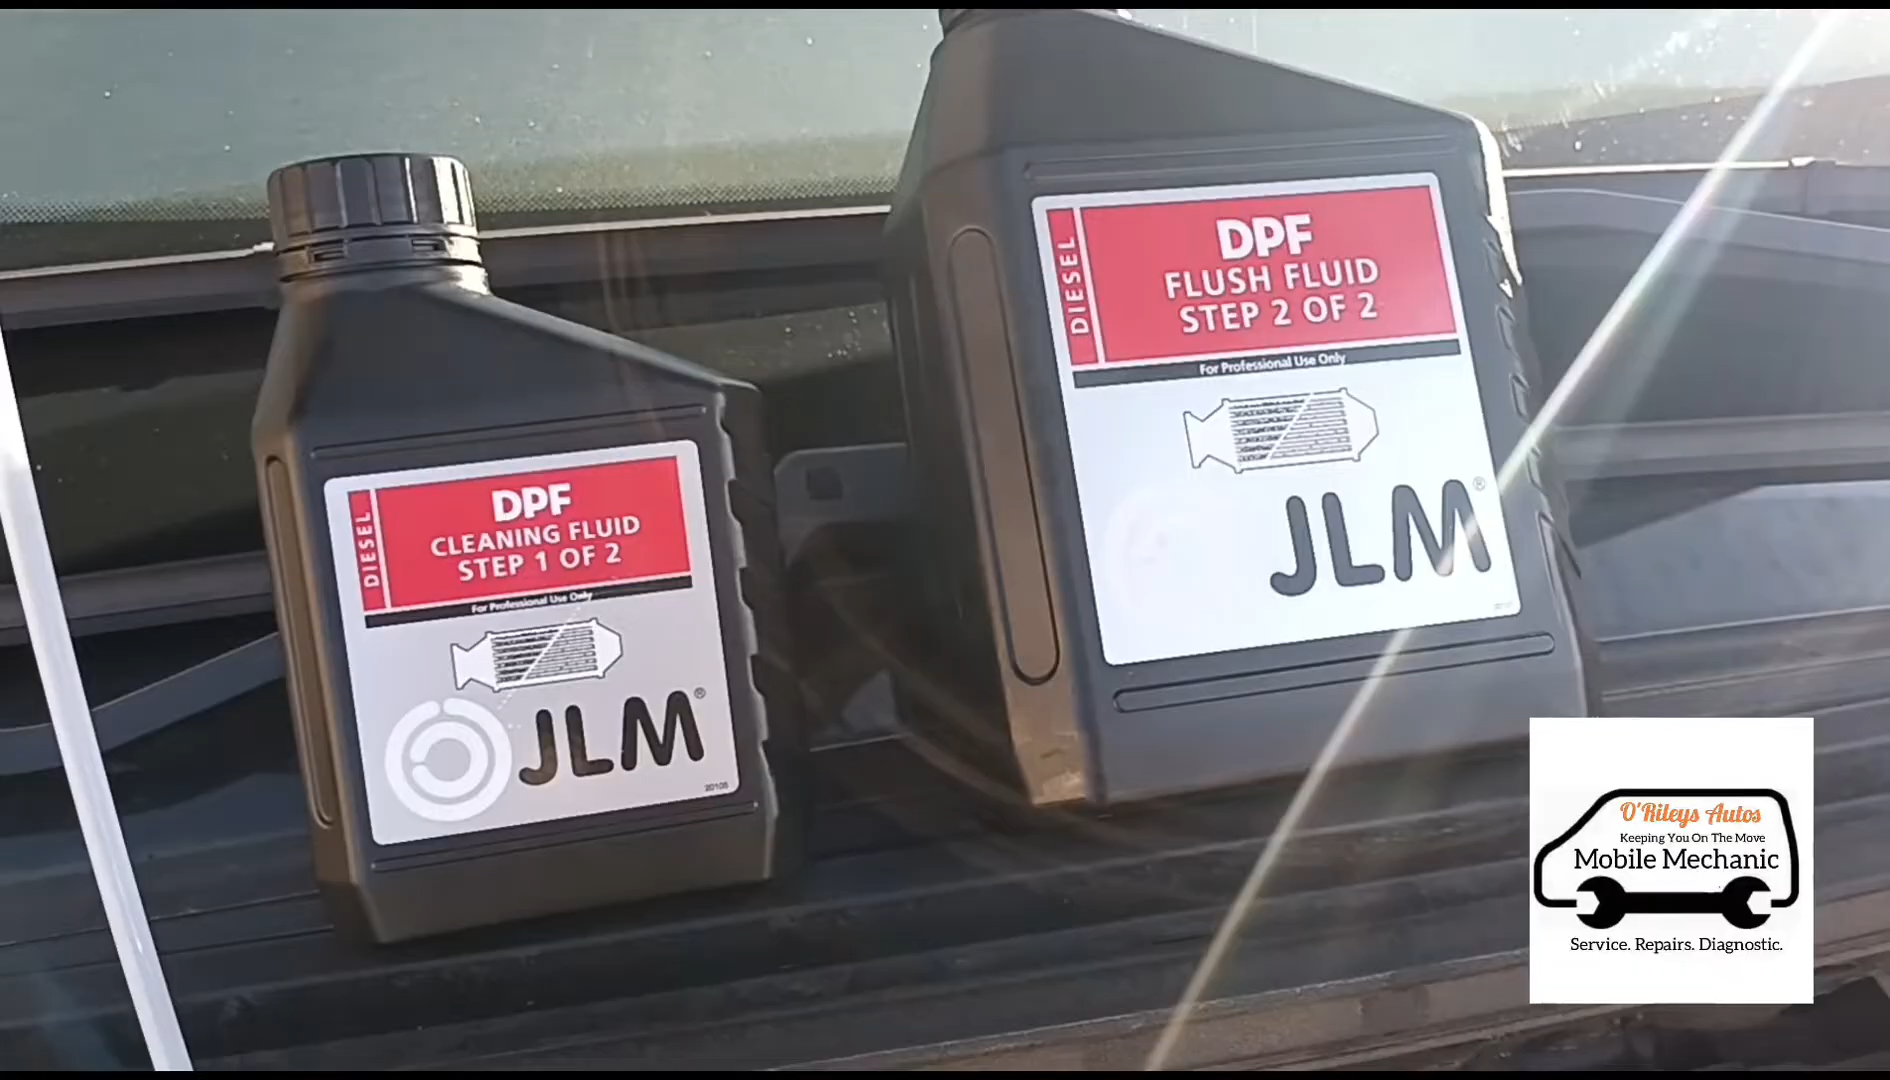 DIESEL
DPF
CLEANING FLUID
STEP 1 OF 2
For Professional Use Only
JLM®
20105
DIESEL
DPF
FLUSH FLUID
STEP 2 OF 2
For Professional Use Only
JLM®
O'Rileys Autos
Keeping You On The Move
Mobile Mechanic
Service. Repairs. Diagnostic.